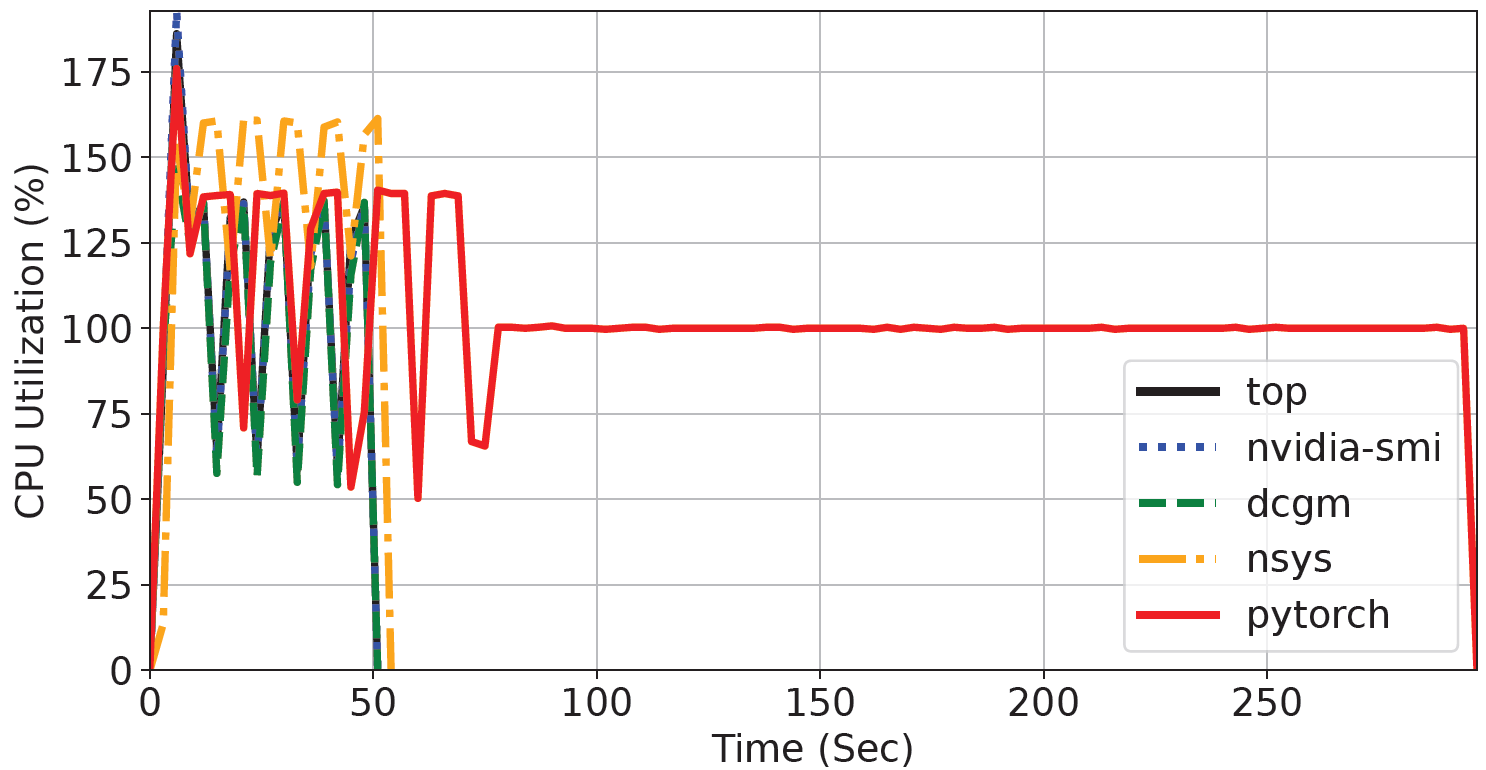 CPU Utilization (%)
175
150
125
100
75
50
25
0
0 50 100 150 200 250
Time (Sec)
top
nvidia-smi
dcgm
nsys
pytorch